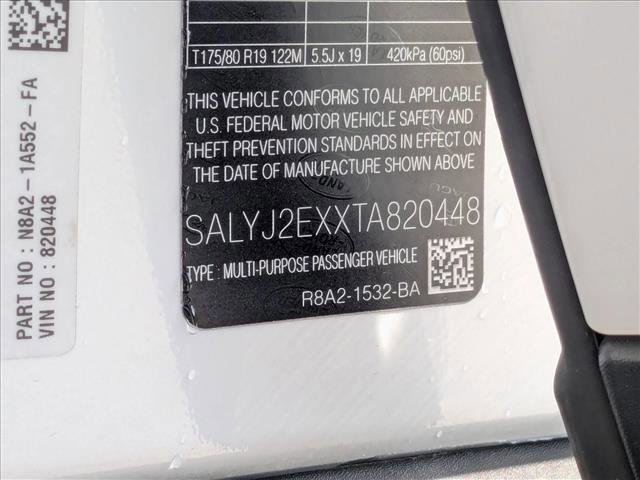 PART NO : N8A2-1A552-FA
VIN NO : 820448
T175/80 R19 122M 5.5J x 19 420kPa (60psi)
THIS VEHICLE CONFORMS TO ALL APPLICABLE
U.S. FEDERAL MOTOR VEHICLE SAFETY AND
THEFT PREVENTION STANDARDS IN EFFECT ON
THE DATE OF MANUFACTURE SHOWN ABOVE
SALYJ2EXXTA820448
TYPE : MULTI-PURPOSE PASSENGER VEHICLE
R8A2-1532-BA